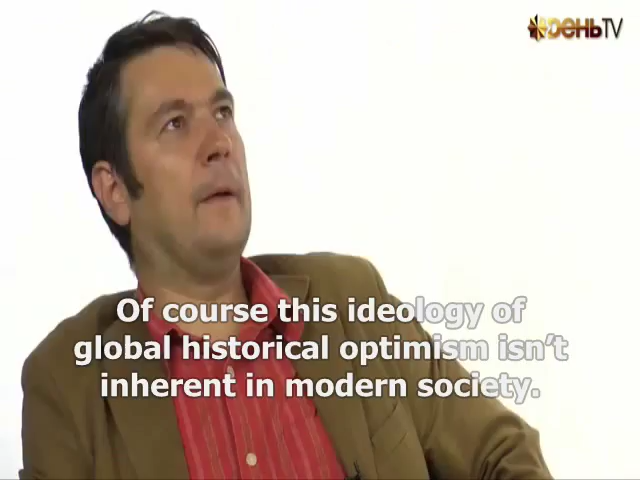 деньTV
Of course this ideology of
global historical optimism isn't
inherent in modern society.